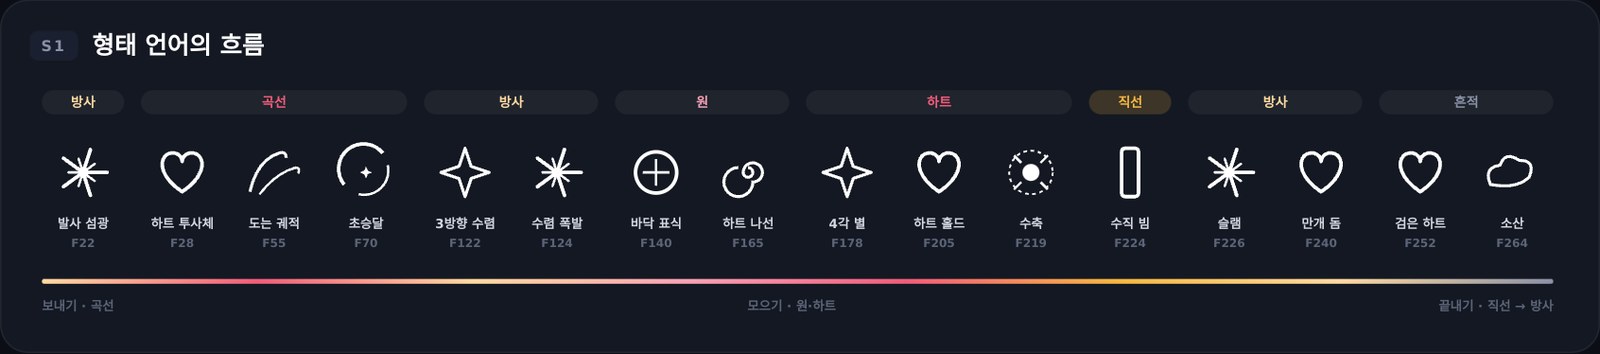 S1 형태 언어의 흐름
방사 곡선 방사 원 하트 직선 방사 흔적
발사 섬광 하트 투사체 도는 궤적 초승달 3방향 수렴 수렴 폭발 바닥 표식 하트 나선 4각 별 하트 홀드 수축 수직 빔 슬램 만개 돔 검은 하트 소산
F22 F28 F55 F70 F122 F124 F140 F165 F178 F205 F219 F224 F226 F240 F252 F264
보내기 · 곡선 모으기 · 원·하트 끝내기 · 직선 → 방사